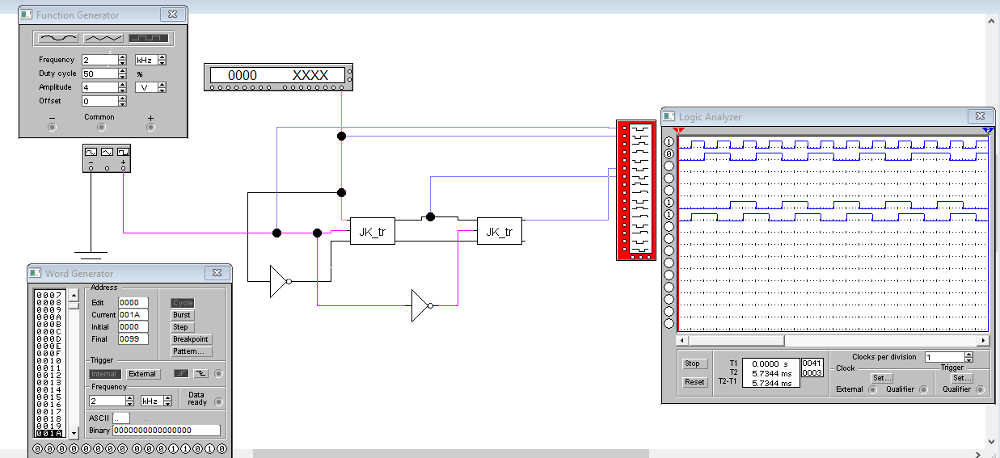 Function Generator
Frequency 2 kHz
Duty cycle 50 %
Amplitude 4 V
Offset 0
− Common +
0000 XXXX
− +
JK_tr
JK_tr
Logic Analyzer
1
0
1
1
Stop
Reset
T1 0.0000 s 0041
T2 5.7344 ms 0003
T2-T1 5.7344 ms
Clocks per division 1
Clock
Set...
External Qualifier
Trigger
Set...
Qualifier
Word Generator
0007
0008
0009
000A
000B
000C
000D
000E
000F
0010
0011
0012
0013
0014
0015
0016
0017
0018
0019
001A
Address
Edit 0000
Current 001A
Initial 0000
Final 0099
Cycle
Burst
Step
Breakpoint
Pattern...
Trigger
Internal External
Frequency
2 kHz
Data ready
ASCII ..
Binary 0000000000000000
0 0 0 0 0 0 0 0 0 0 0 1 1 0 1 0